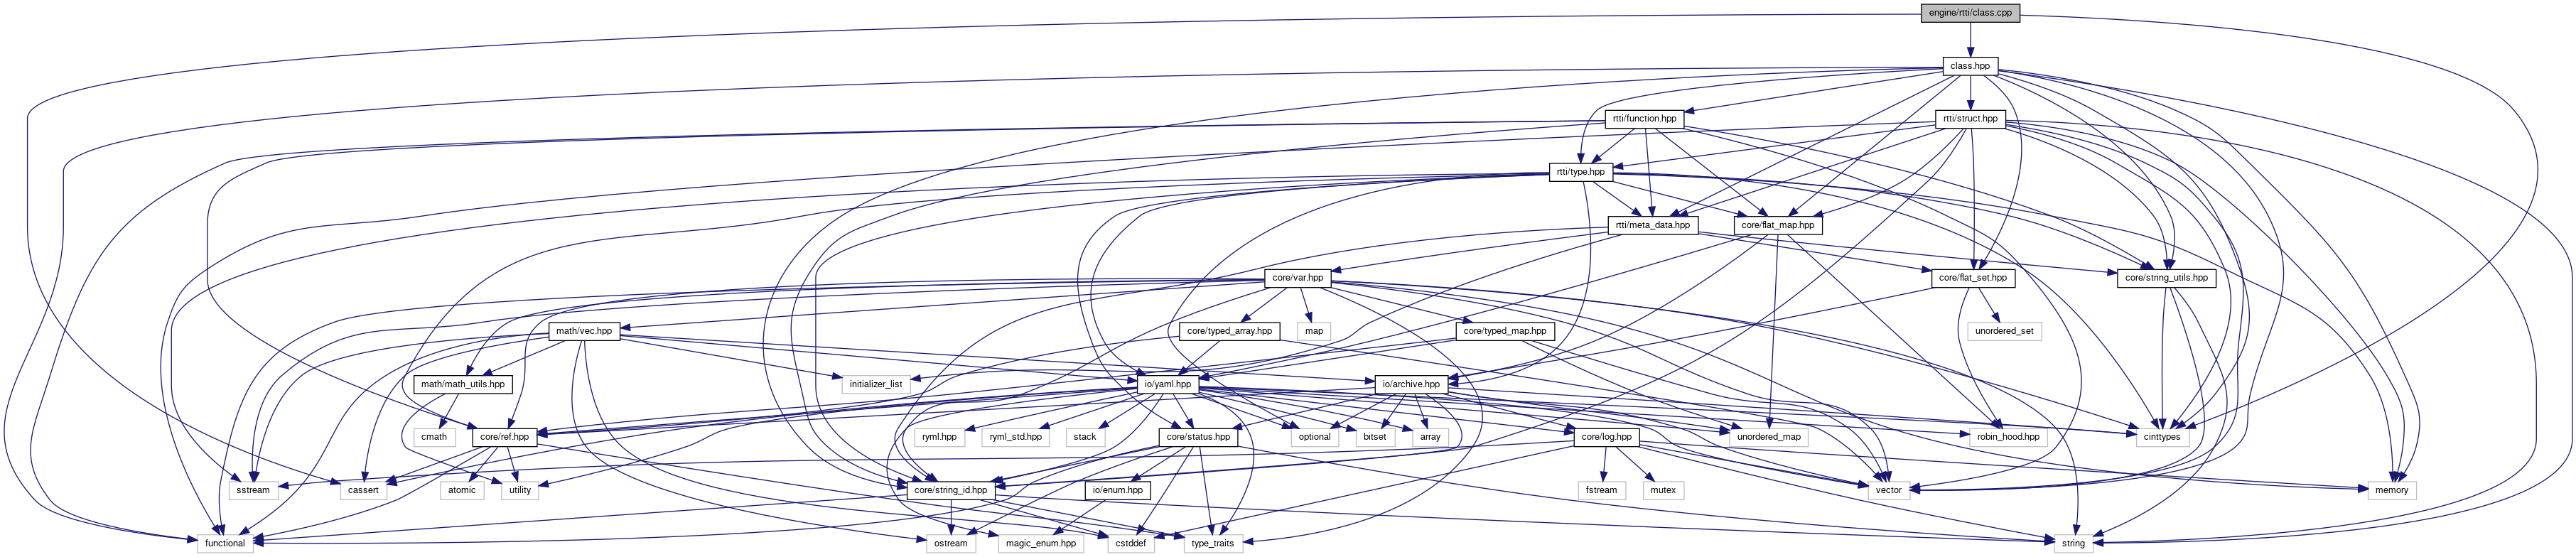 engine/rtti/class.cpp
class.hpp
rtti/function.hpp
rtti/struct.hpp
rtti/type.hpp
rtti/meta_data.hpp
core/flat_map.hpp
core/var.hpp
core/flat_set.hpp
core/string_utils.hpp
math/vec.hpp
core/typed_array.hpp
map
core/typed_map.hpp
unordered_set
math/math_utils.hpp
initializer_list
io/yaml.hpp
io/archive.hpp
cmath
core/ref.hpp
ryml.hpp
ryml_std.hpp
stack
core/status.hpp
optional
bitset
array
core/log.hpp
unordered_map
robin_hood.hpp
cinttypes
sstream
cassert
atomic
utility
core/string_id.hpp
io/enum.hpp
fstream
mutex
vector
memory
functional
ostream
magic_enum.hpp
cstddef
type_traits
string